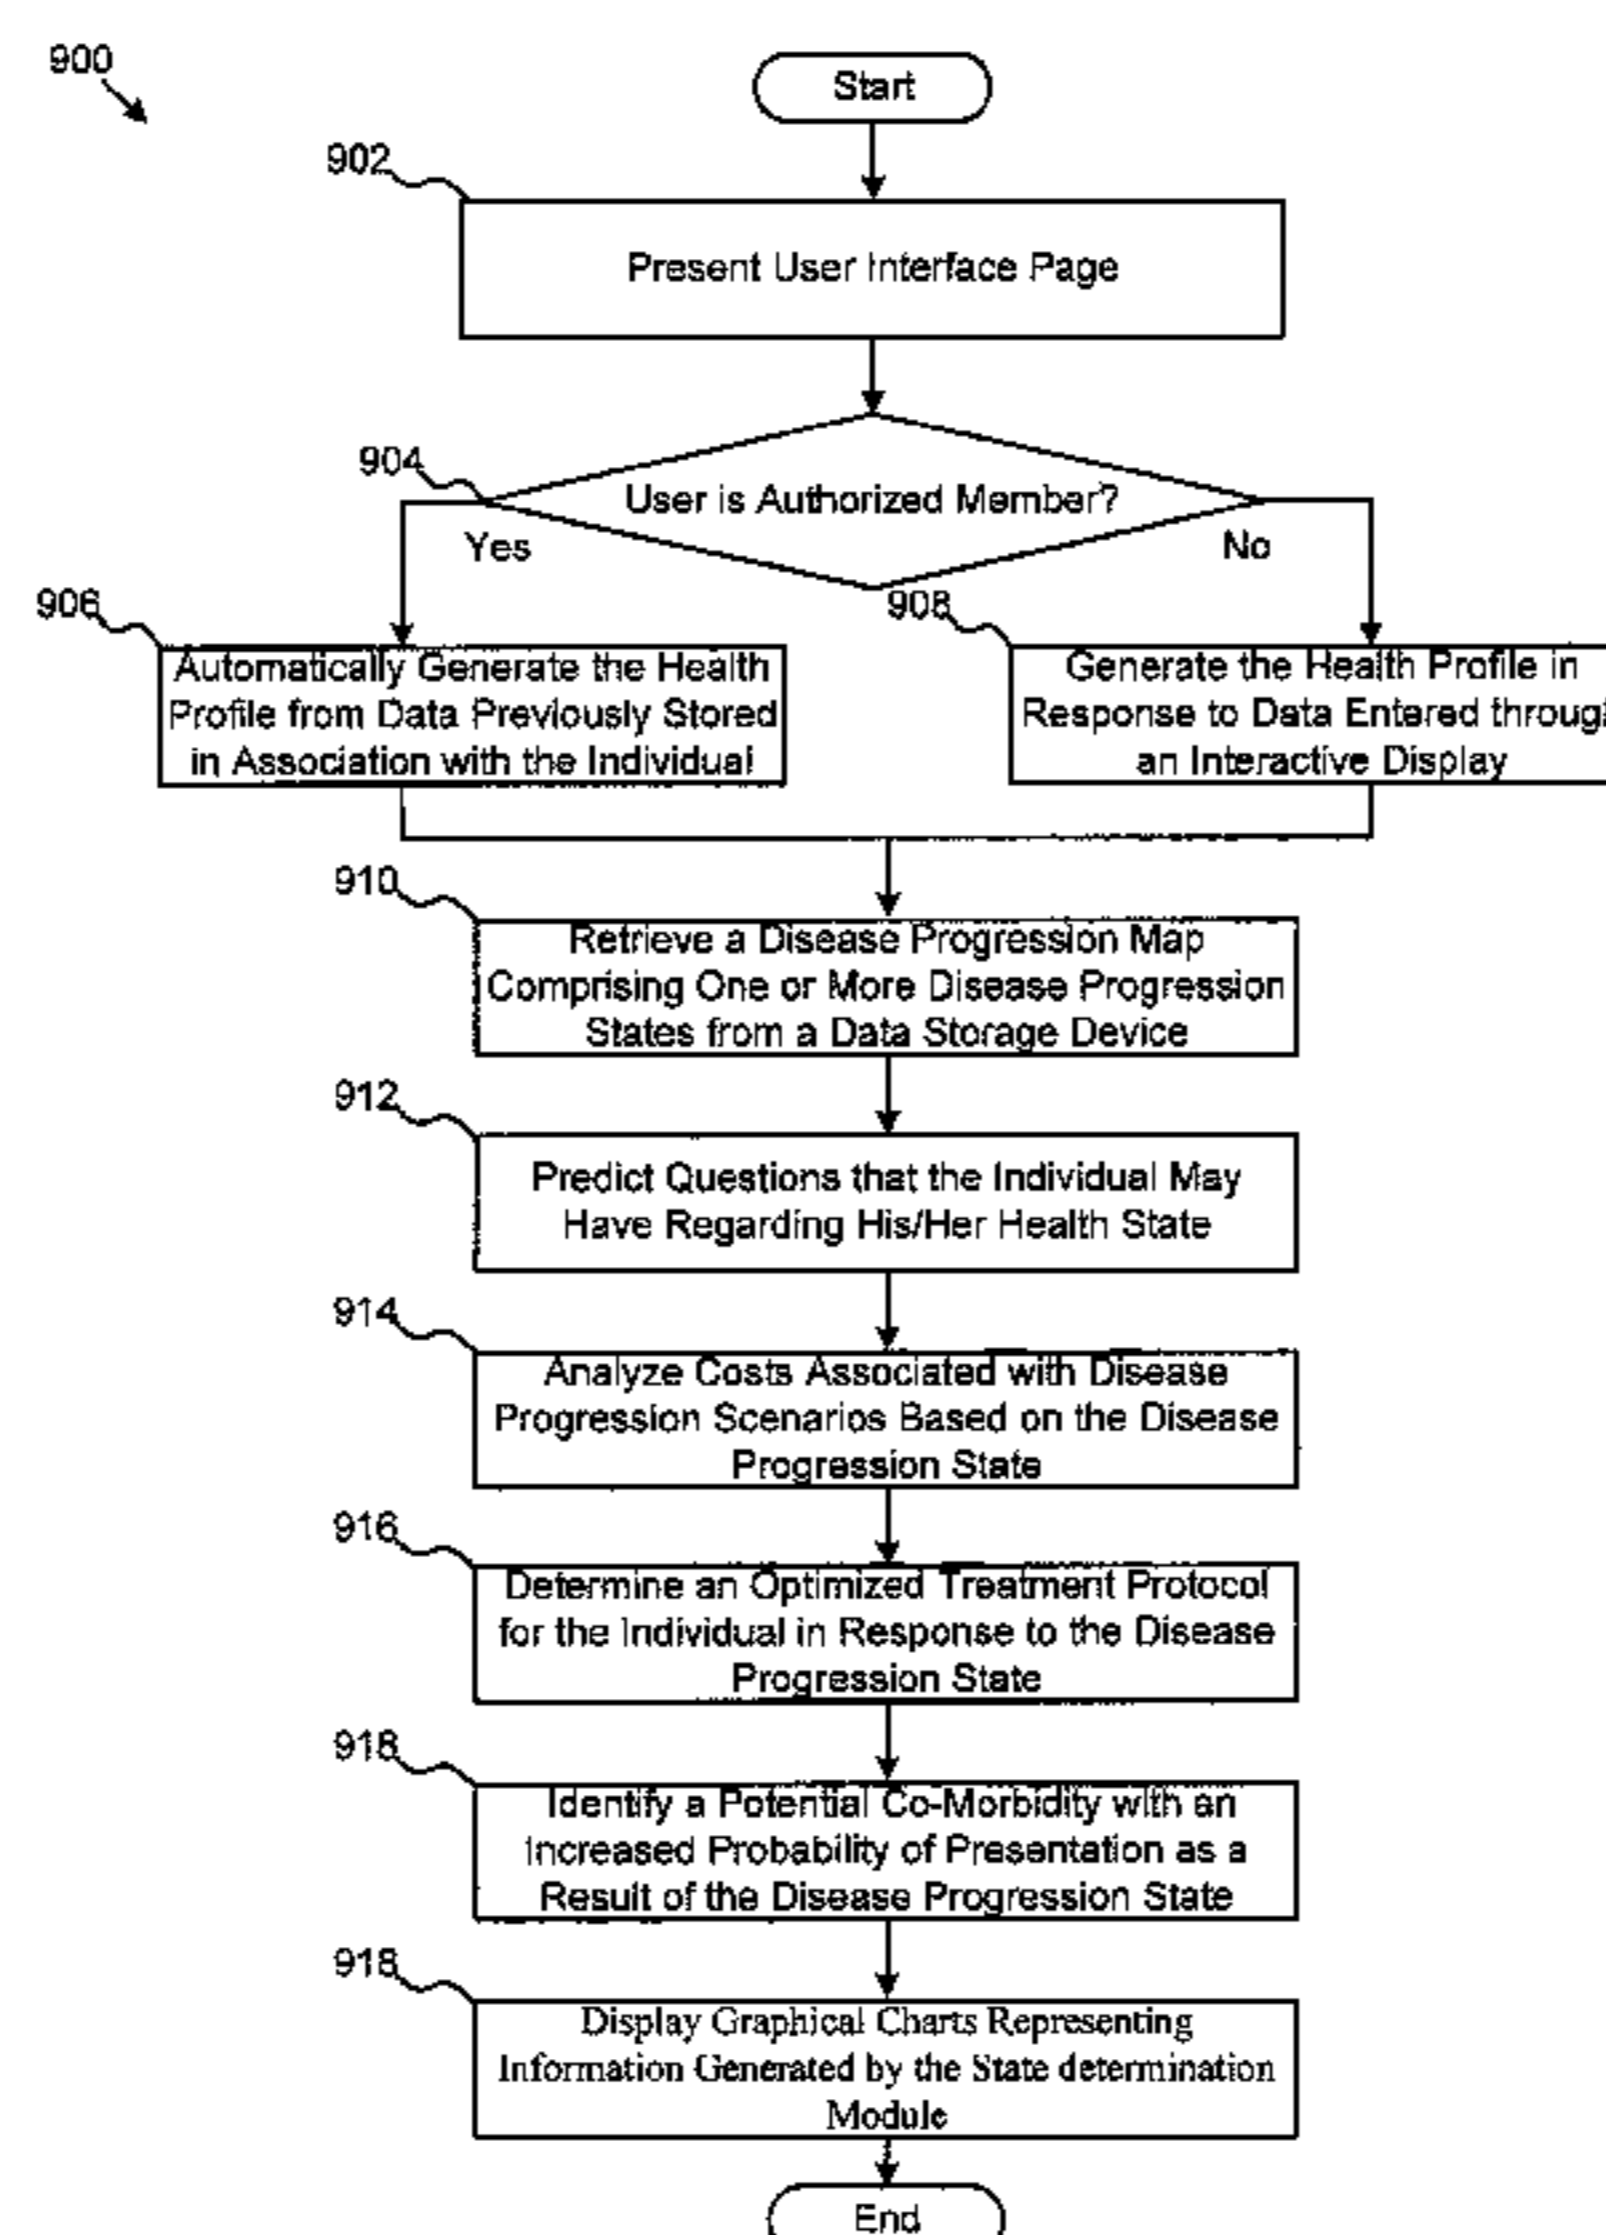 900
Start
902
Present User Interface Page
904
User is Authorized Member?
Yes
No
906
Automatically Generate the Health
Profile from Data Previously Stored
in Association with the Individual
908
Generate the Health Profile in
Response to Data Entered throug
an Interactive Display
910
Retrieve a Disease Progression Map
Comprising One or More Disease Progression
States from a Data Storage Device
912
Predict Questions that the Individual May
Have Regarding His/Her Health State
914
Analyze Costs Associated with Disease
Progression Scenarios Based on the Disease
Progression State
916
Determine an Optimized Treatment Protocol
for the Individual in Response to the Disease
Progression State
918
Identify a Potential Co-Morbidity with an
Increased Probability of Presentation as a
Result of the Disease Progression State
918
Display Graphical Charts Representing
Information Generated by the State determination
Module
End